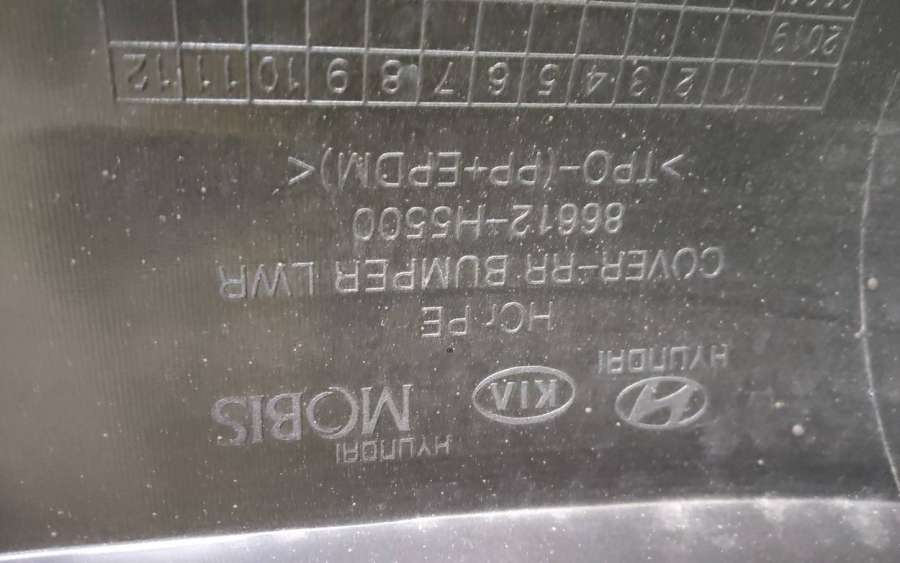 HYUNDAI
KIA MOBIS
HYUNDAI
HCr PE
COVER-RR BUMPER LWR
86612-H5500
>TPO-(PP+EPDM)<
1 2 3 4 5 6 7 8 9 10 11 12
2019